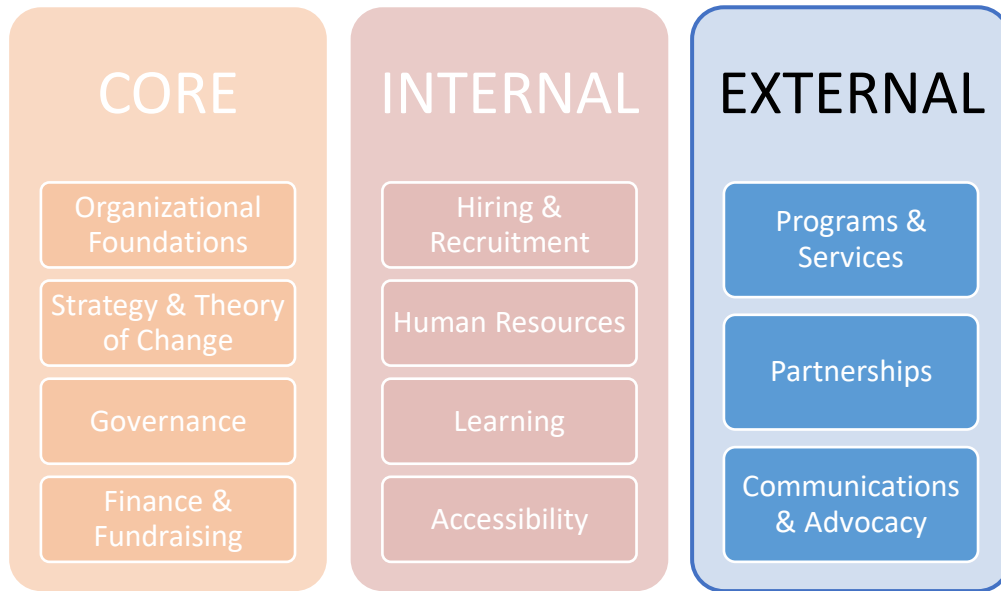 CORE
Organizational
Foundations
Strategy & Theory
of Change
Governance
Finance &
Fundraising
INTERNAL
Hiring &
Recruitment
Human Resources
Learning
Accessibility
EXTERNAL
Programs &
Services
Partnerships
Communications
& Advocacy